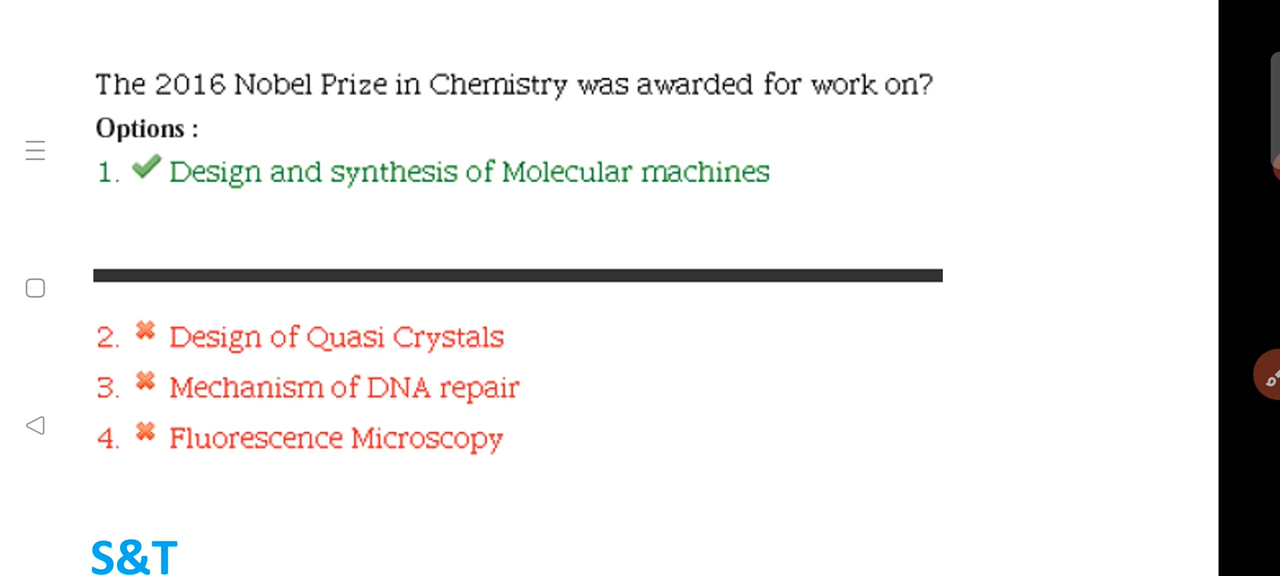 The 2016 Nobel Prize in Chemistry was awarded for work on?
Options :
1. Design and synthesis of Molecular machines
2. Design of Quasi Crystals
3. Mechanism of DNA repair
4. Fluorescence Microscopy
S&T